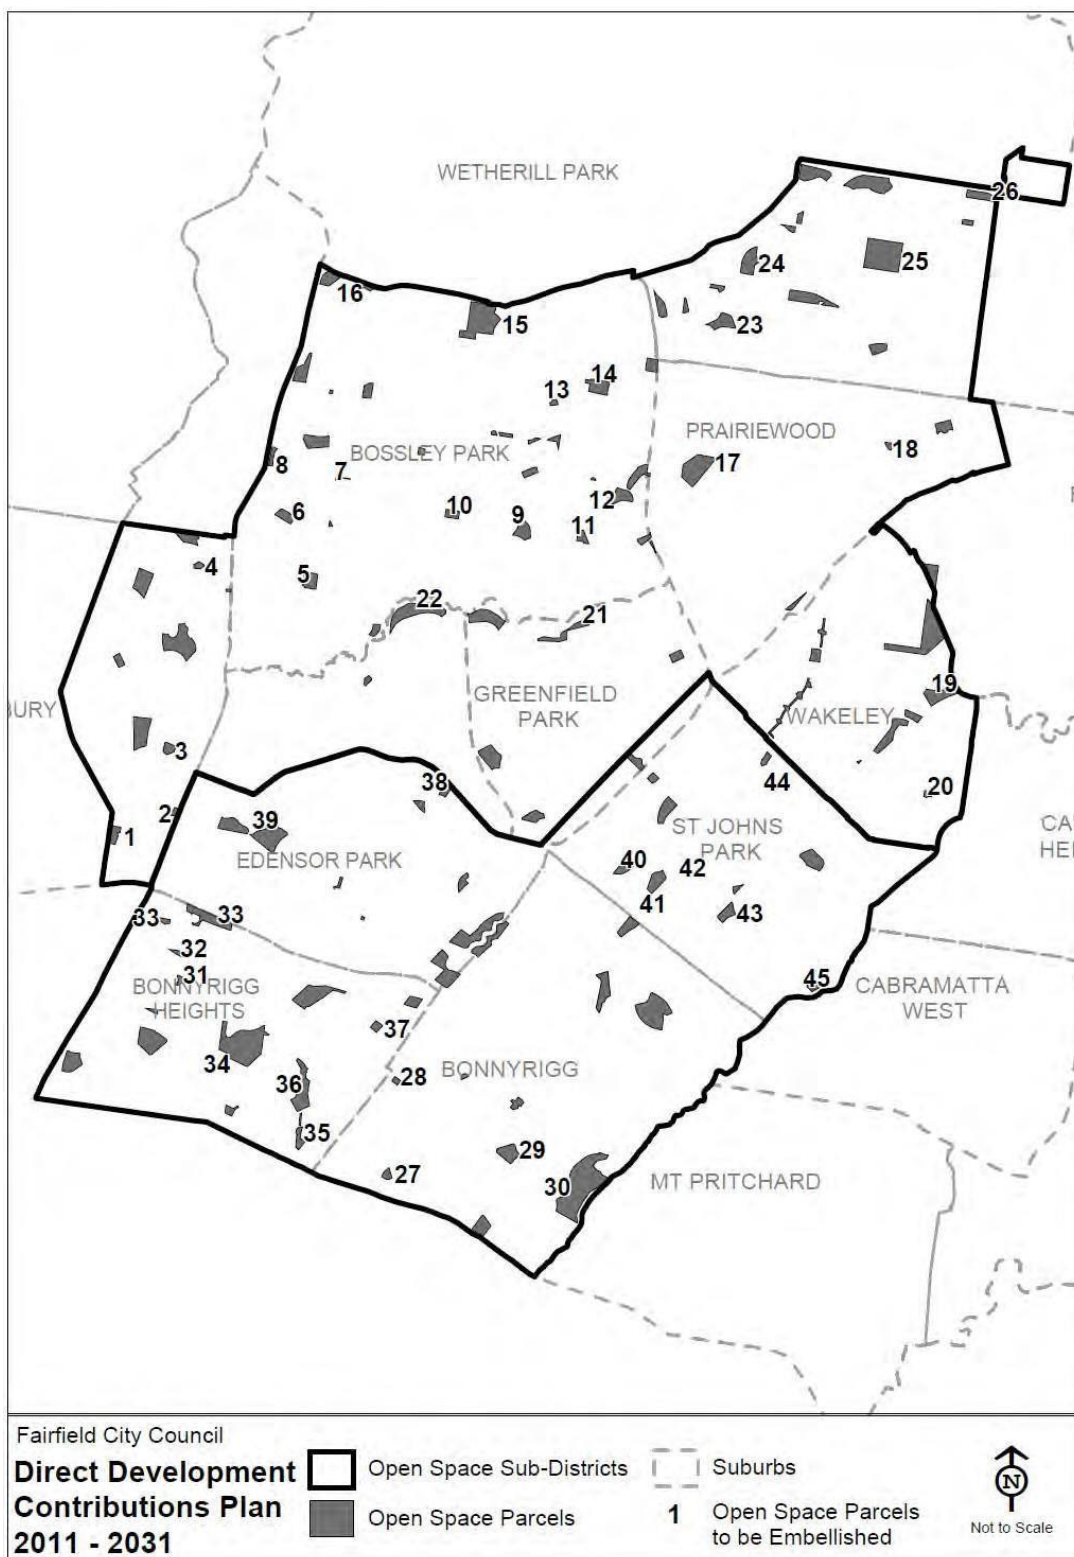 WETHERILL PARK
26
24
25
16
15
23
14
13
PRAIRIEWOOD
18
BOSSLEY PARK
8
7
17
12
10
9
6
11
4
5
22
21
GREENFIELD
PARK
BURY
19
WAKELEY
3
38
44
20
2
1
39
ST JOHNS
PARK
EDENSOR PARK
40
42
41
43
33
33
32
31
BONNYRIGG
HEIGHTS
45
CABRAMATTA
WEST
37
34
36
28
BONNYRIGG
35
29
27
30
MT PRITCHARD
CA
HEI
Fairfield City Council
Direct Development
Contributions Plan
2011 - 2031
Open Space Sub-Districts
Open Space Parcels
Suburbs
1
Open Space Parcels
to be Embellished
N
Not to Scale